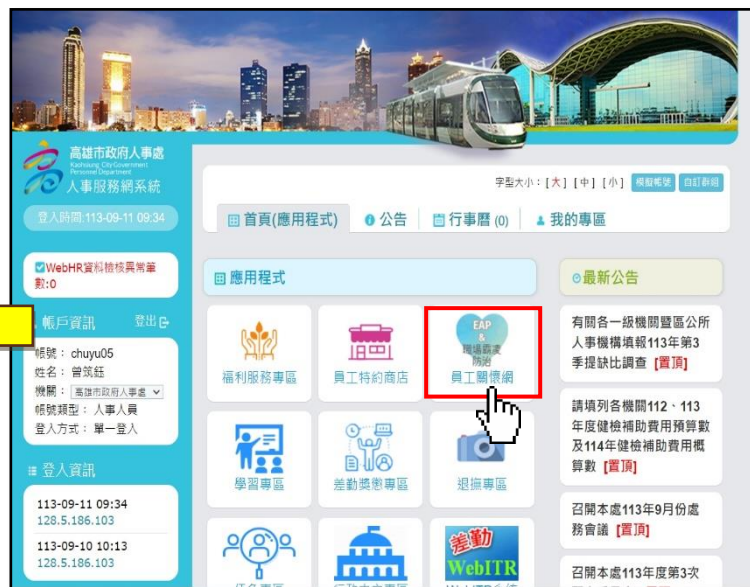 高雄市政府人事處
Kaohsiung City Government
Personnel Department
人事服務網系統
登入時間:113-09-11 09:34
WebHR資料檢核異常筆
數:0
帳戶資訊
登出
帳號： chuyu05
姓名： 曾筑鈺
機關： 高雄市政府人事處
帳號類型： 人事人員
登入方式： 單一登入
登入資訊
113-09-11 09:34
128.5.186.103
113-09-10 10:13
128.5.186.103
字型大小：[大] [中] [小] 模擬帳號 自訂群組
首頁(應用程式)
公告
行事曆 (0)
我的專區
應用程式
福利服務專區
員工特約商店
EAP
&
職場霸凌
防治
員工關懷網
學習專區
差勤獎懲專區
退撫專區
差勤
WebITR
最新公告
有關各一級機關暨區公所
人事機構填報113年第3
季提缺比調查 [置頂]
請填列各機關112、113
年度健檢補助費用預算數
及114年健檢補助費用概
算數 [置頂]
召開本處113年9月份處
務會議 [置頂]
召開本處113年度第3次